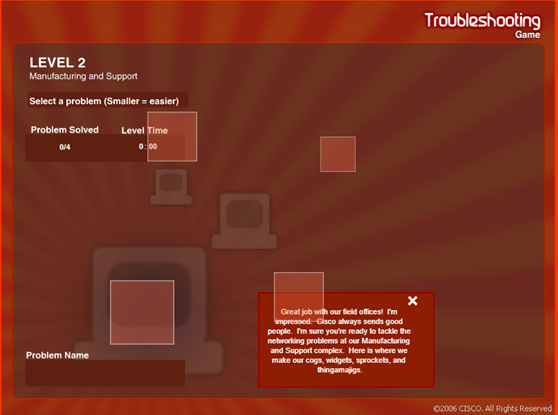 Troubleshooting
Game
LEVEL 2
Manufacturing and Support
Select a problem (Smaller = easier)
Problem Solved
Level Time
0/4
0 : 00
Great job with our field offices! I'm
impressed. Cisco always sends good
people. I'm sure you're ready to tackle the
networking problems at our Manufacturing
and Support complex. Here is where we
make our cogs, widgets, sprockets, and
thingamajigs.
Problem Name
©2006 CISCO. All Rights Reserved